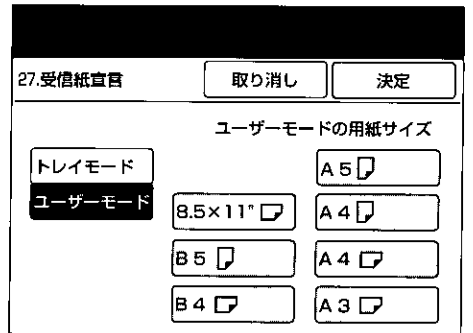 27.受信紙宣言 取り消し 決定
ユーザーモードの用紙サイズ
トレイモード A5
ユーザーモード 8.5×11" A4
B5 A4
B4 A3